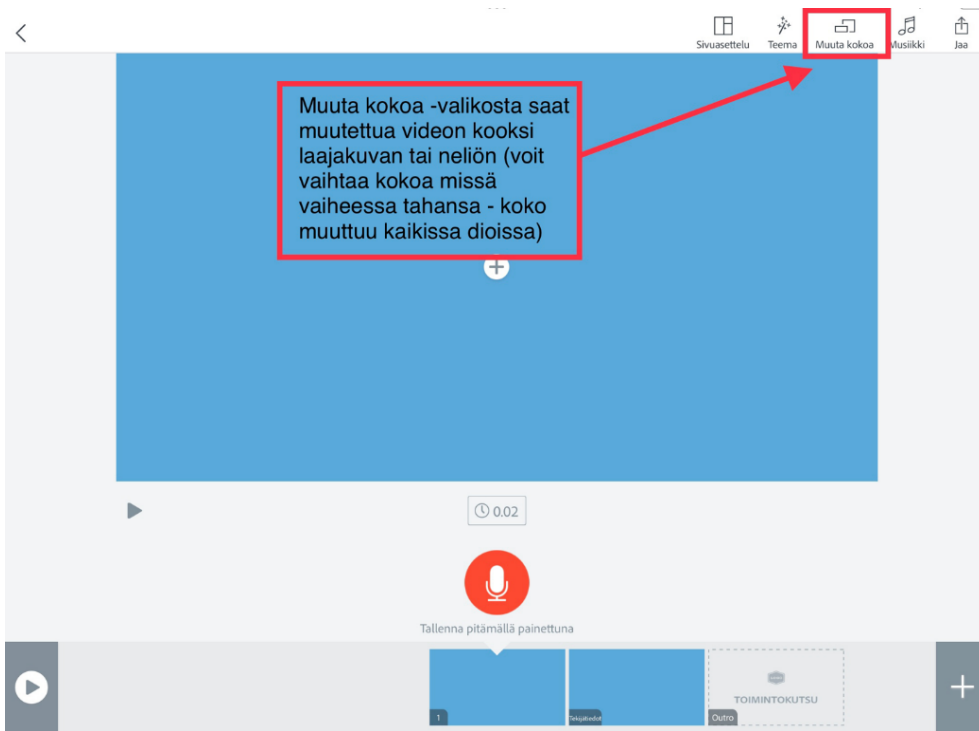 Sivuasettelu
Teema
Muuta kokoa
Musiikki
Jaa
Muuta kokoa -valikosta saat
muutettua videon kooksi
laajakuvan tai neliön (voit
vaihtaa kokoa missä
vaiheessa tahansa - koko
muuttuu kaikissa dioissa)
0.02
Tallenna pitämällä painettuna
1
Tekijätiedot
Outro
TOIMINTOKUTSU